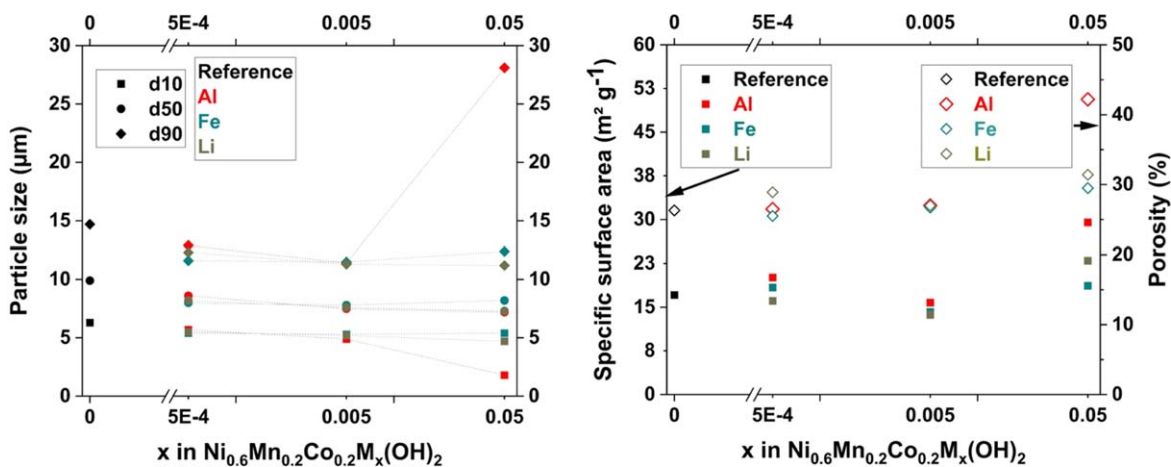 0 5E-4 0.005 0.05
30 30
25 25
20 20
15 15
10 10
5 5
0 0
Particle size (µm)
d10
d50
d90
Reference
Al
Fe
Li
0 5E-4 0.005 0.05
x in Ni0.6Mn0.2Co0.2Mx(OH)2
0 5E-4 0.005 0.05
60
53
45
38
30
23
15
8
0
Specific surface area (m² g-1)
Reference
Al
Fe
Li
Reference
Al
Fe
Li
50
40
30
20
10
0
Porosity (%)
0 5E-4 0.005 0.05
x in Ni0.6Mn0.2Co0.2Mx(OH)2